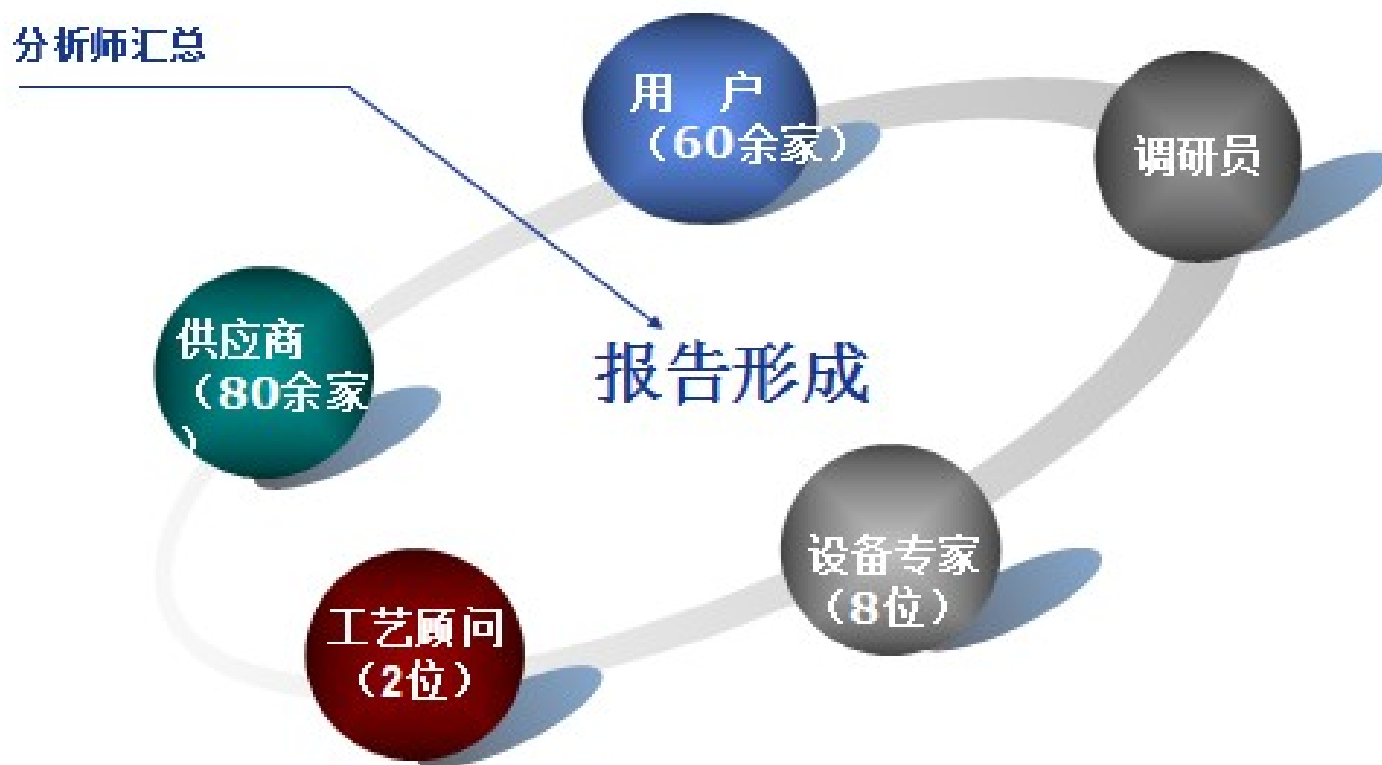 分析师汇总
用 户
（60余家）
调研员
供应商
（80余家
）
报告形成
设备专家
（8位）
工艺顾问
（2位）